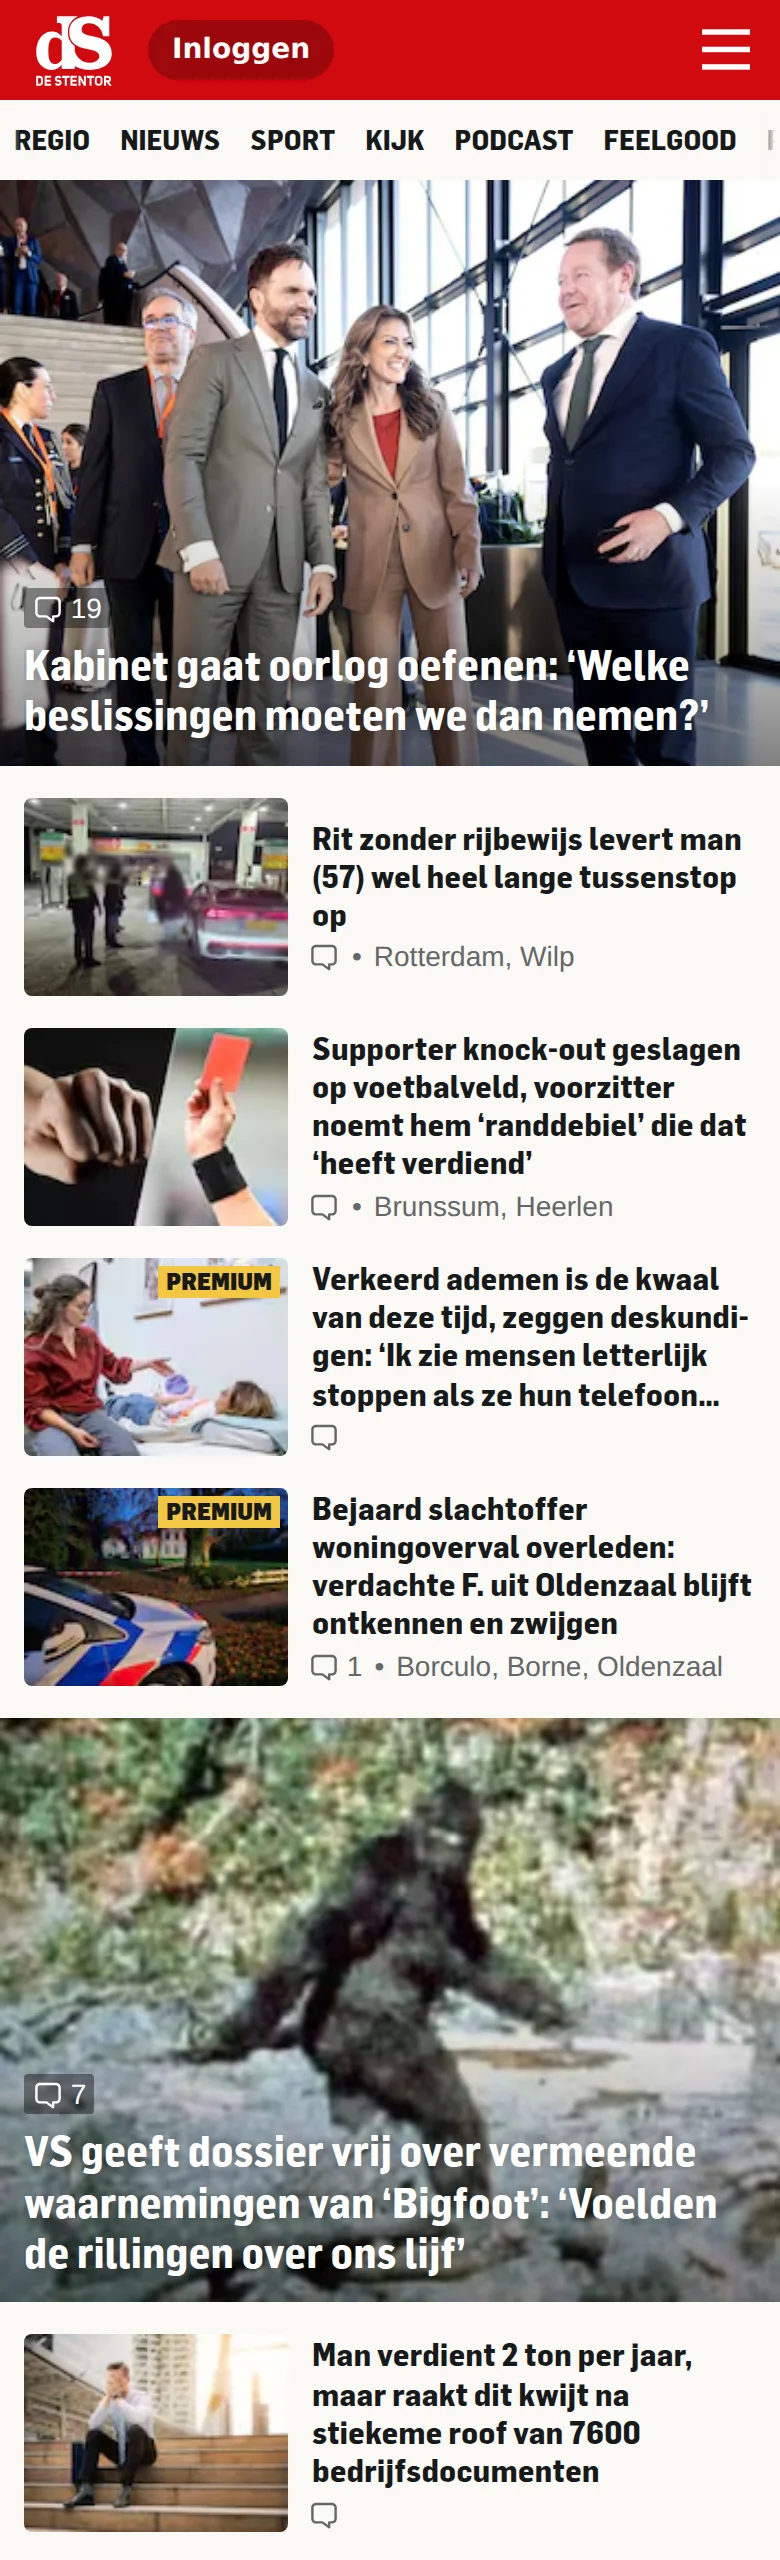 dS
DE STENTOR
Inloggen
REGIO NIEUWS SPORT KIJK PODCAST FEELGOOD
19
Kabinet gaat oorlog oefenen: ‘Welke
beslissingen moeten we dan nemen?’
Rit zonder rijbewijs levert man
(57) wel heel lange tussenstop
op
• Rotterdam, Wilp
Supporter knock-out geslagen
op voetbalveld, voorzitter
noemt hem ‘randdebiel’ die dat
‘heeft verdiend’
• Brunssum, Heerlen
PREMIUM
Verkeerd ademen is de kwaal
van deze tijd, zeggen deskundi-
gen: ‘Ik zie mensen letterlijk
stoppen als ze hun telefoon...
PREMIUM
Bejaard slachtoffer
woningoverval overleden:
verdachte F. uit Oldenzaal blijft
ontkennen en zwijgen
1 • Borculo, Borne, Oldenzaal
7
VS geeft dossier vrij over vermeende
waarnemingen van ‘Bigfoot’: ‘Voelden
de rillingen over ons lijf’
Man verdient 2 ton per jaar,
maar raakt dit kwijt na
stiekeme roof van 7600
bedrijfsdocumenten